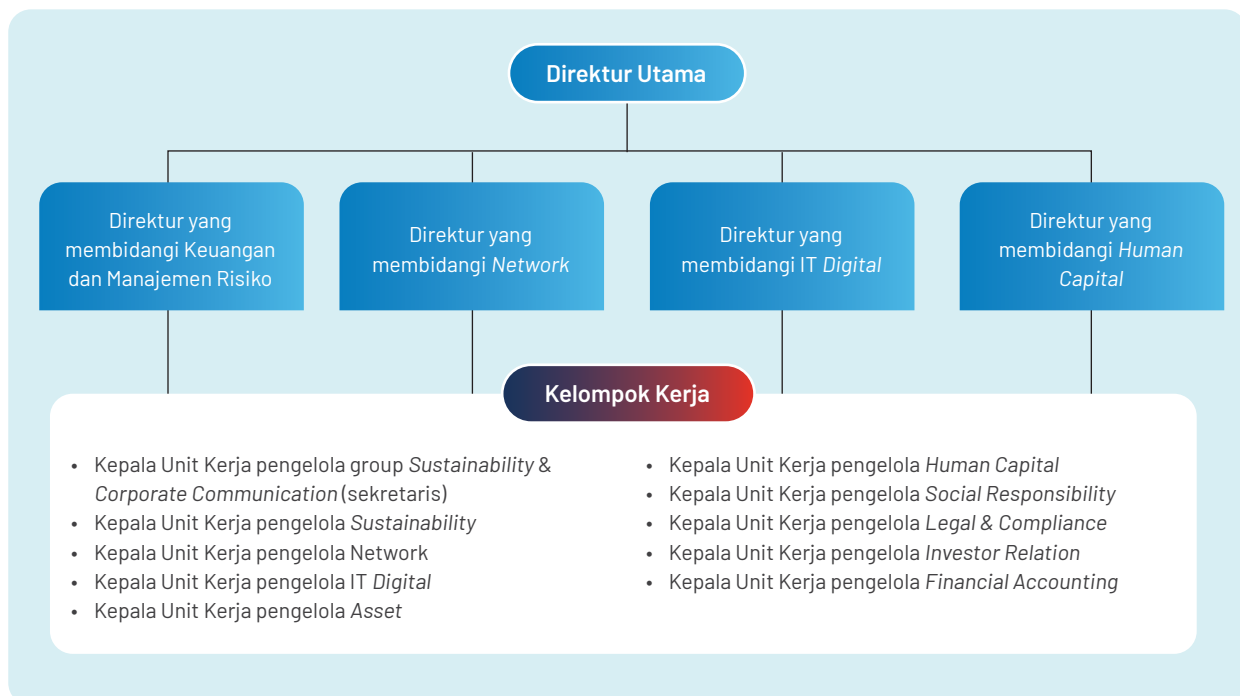 Direktur Utama
Direktur yang
membidangi Keuangan
dan Manajemen Risiko
Direktur yang
membidangi Network
Direktur yang
membidangi IT Digital
Direktur yang
membidangi Human
Capital
Kelompok Kerja
• Kepala Unit Kerja pengelola group Sustainability &
Corporate Communication (sekretaris)
• Kepala Unit Kerja pengelola Sustainability
• Kepala Unit Kerja pengelola Network
• Kepala Unit Kerja pengelola IT Digital
• Kepala Unit Kerja pengelola Asset
• Kepala Unit Kerja pengelola Human Capital
• Kepala Unit Kerja pengelola Social Responsibility
• Kepala Unit Kerja pengelola Legal & Compliance
• Kepala Unit Kerja pengelola Investor Relation
• Kepala Unit Kerja pengelola Financial Accounting